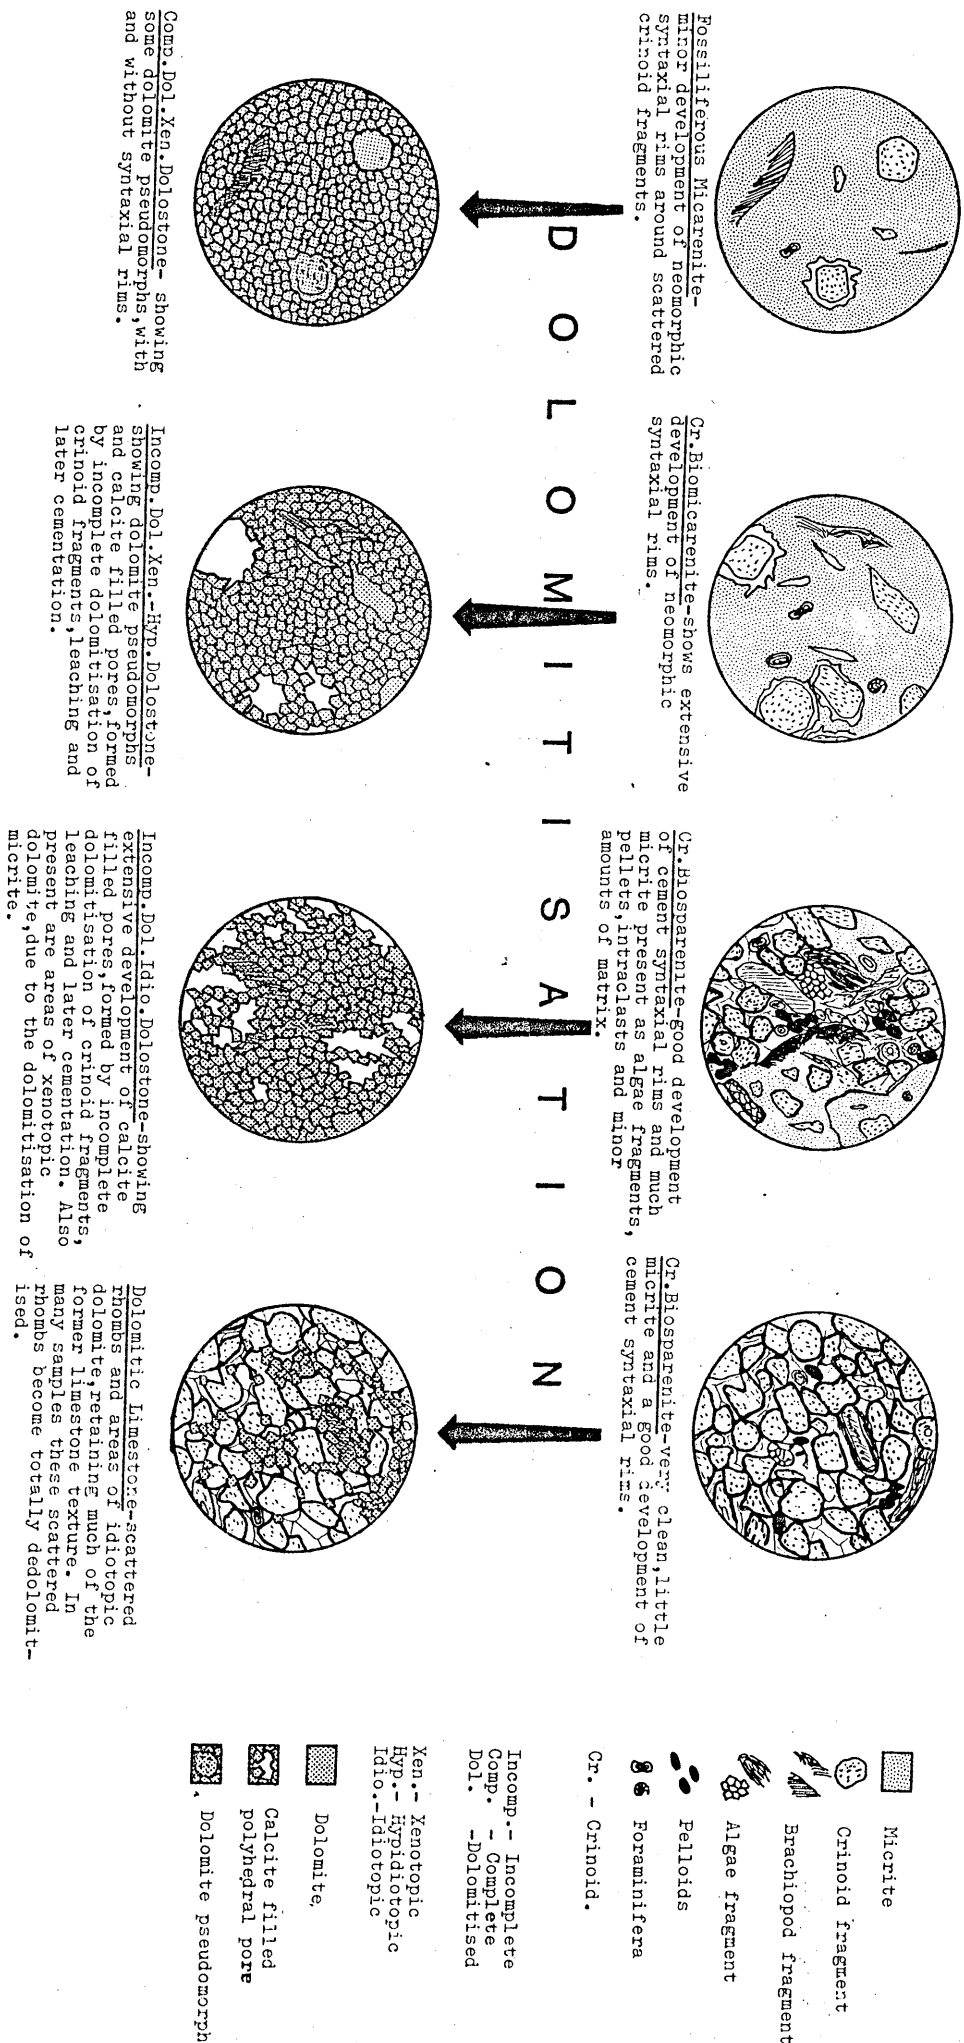 Fossiliferous Micarenite-
minor development of neomorphic
syntaxial rims around scattered
crinoid fragments.
Cr.Biomicarenite-shows extensive
development of neomorphic
syntaxial rims.
Cr.Biosparenite-good development
of cement syntaxial rims and much
micrite present as algae fragments,
pellets,intraclasts and minor
amounts of matrix.
Cr.Biosparenite-very clean,little
micrite and a good development of
cement syntaxial rims.
DOLOMITISATION
Comp.Dol.Xen.Dolostone- showing
some dolomite pseudomorphs,with
and without syntaxial rims.
Incomp.Dol.Xen.-Hyp.Dolostone-
showing dolomite pseudomorphs
and calcite filled pores,formed
by incomplete dolomitisation of
crinoid fragments,leaching and
later cementation.
Incomp.Dol.Idio.Dolostone-showing
extensive development of calcite
filled pores,formed by incomplete
dolomitisation of crinoid fragments,
leaching and later cementation. Also
present are areas of xenotopic
dolomite,due to the dolomitisation of
micrite.
Dolomitic Limestone-scattered
rhombs and areas of idiotopic
dolomite,retaining much of the
former limestone texture. In
many samples these scattered
rhombs become totally dedolomit-
ised.
Micrite
Crinoid fragment
Brachiopod fragment
Algae fragment
Pelloids
Foraminifera
Cr. - Crinoid.
Incomp.- Incomplete
Comp. - Complete
Dol. -Dolomitised
Xen.- Xenotopic
Hyp.- Hypidiotopic
Idio.-Idiotopic
Dolomite.
Calcite filled
polyhedral pore
Dolomite pseudomorph